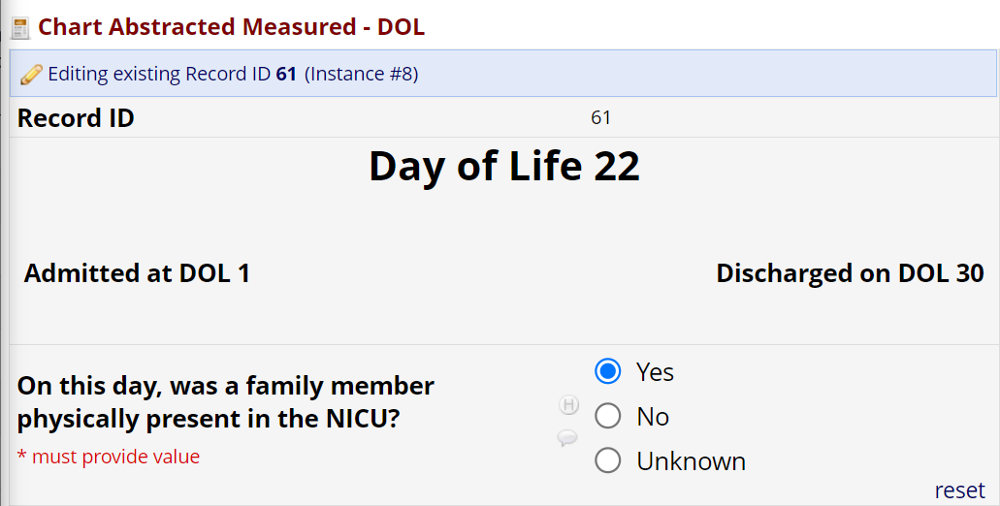 Chart Abstracted Measured - DOL
Editing existing Record ID 61 (Instance #8)
Record ID 61
Day of Life 22
Admitted at DOL 1 Discharged on DOL 30
On this day, was a family member
physically present in the NICU?
* must provide value
H
Yes
No
Unknown
reset